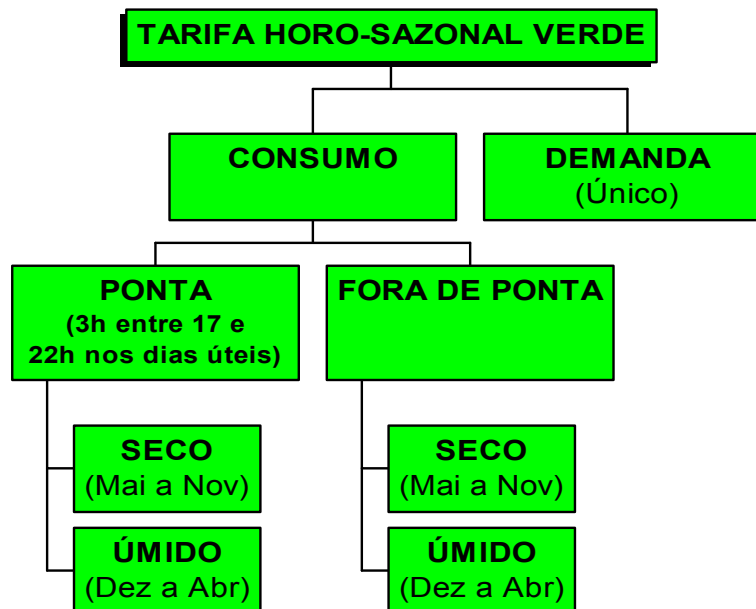 TARIFA HORO-SAZONAL VERDE
CONSUMO
DEMANDA
(Único)
PONTA
(3h entre 17 e
22h nos dias úteis)
FORA DE PONTA
SECO
(Mai a Nov)
ÚMIDO
(Dez a Abr)
SECO
(Mai a Nov)
ÚMIDO
(Dez a Abr)